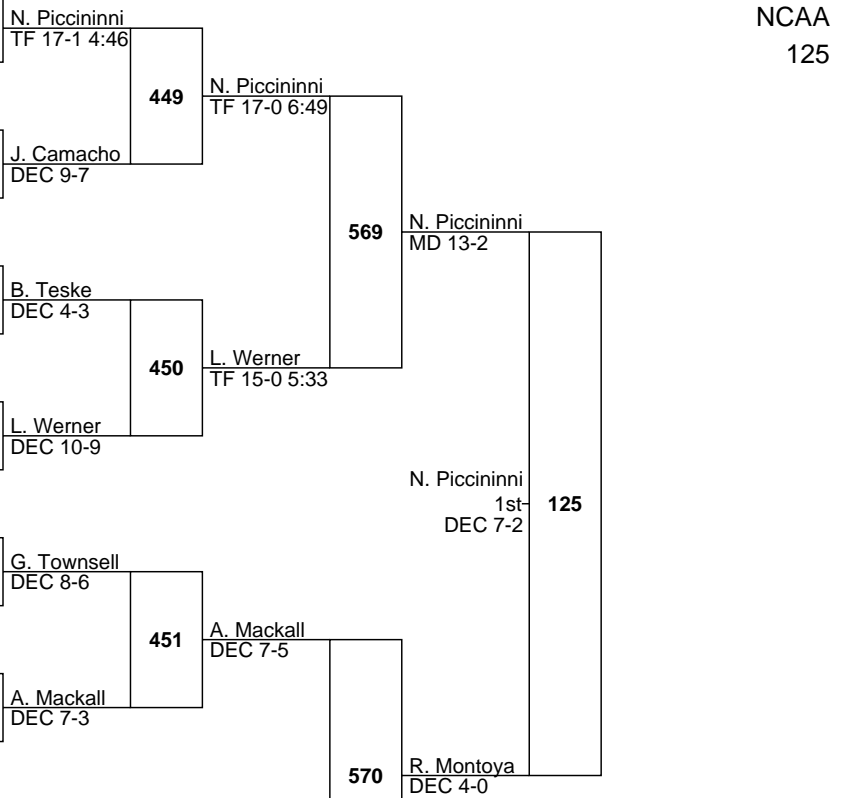 NCAA
125
N. Piccininni
TF 17-1 4:46
449
N. Piccininni
TF 17-0 6:49
J. Camacho
DEC 9-7
569
N. Piccininni
MD 13-2
B. Teske
DEC 4-3
450
L. Werner
TF 15-0 5:33
L. Werner
DEC 10-9
N. Piccininni
1st
DEC 7-2
125
G. Townsell
DEC 8-6
451
A. Mackall
DEC 7-5
A. Mackall
DEC 7-3
570
R. Montoya
DEC 4-0